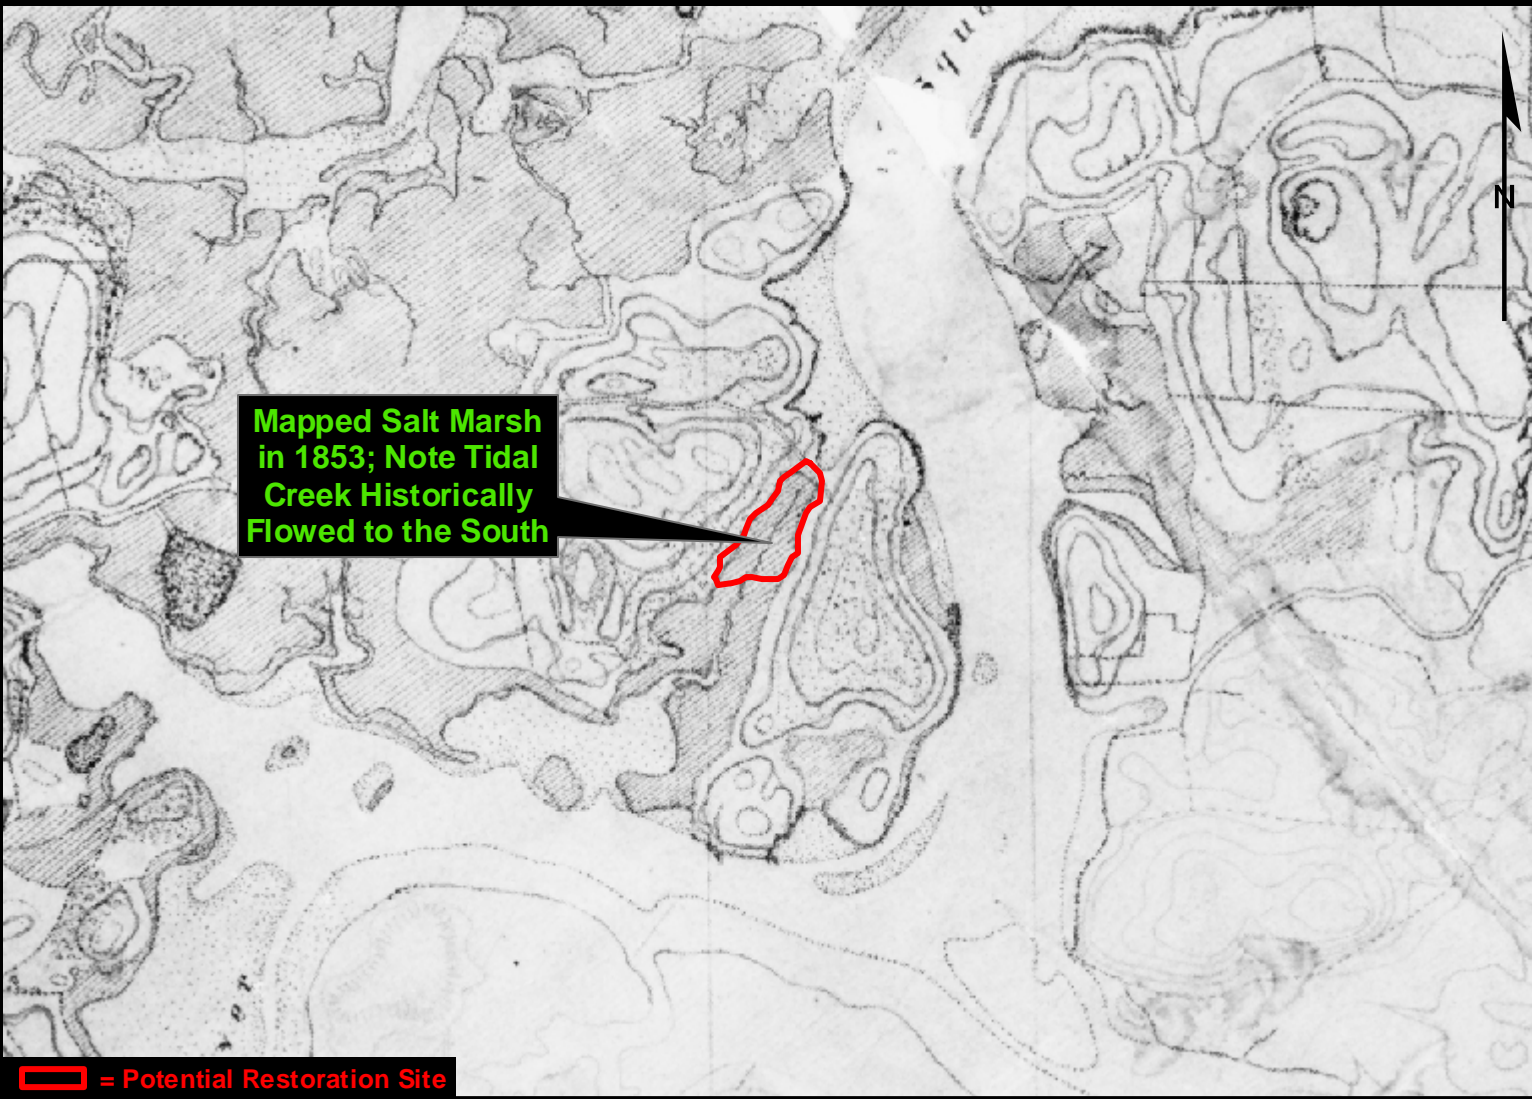 N
Mapped Salt Marsh
in 1853; Note Tidal
Creek Historically
Flowed to the South
= Potential Restoration Site